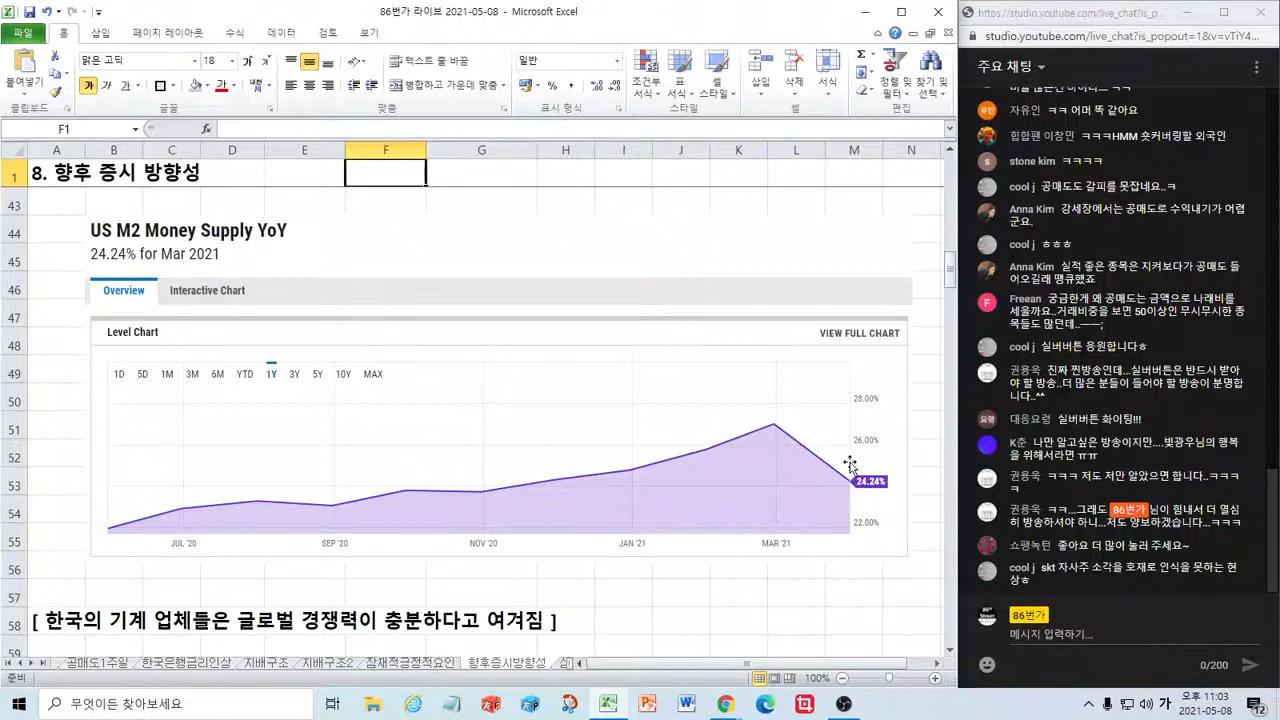 86번가 라이브 2021-05-08 - Microsoft Excel
파일 홈 삽입 페이지 레이아웃 수식 데이터 검토 보기
붙여넣기
클립보드
맑은 고딕 18
가 가 가
글꼴
텍스트 줄 바꿈
병합하고 가운데 맞춤
맞춤
일반
표시 형식
조건부 서식 표 서식 셀 스타일
스타일
삽입 삭제 서식
셀
정렬 및 필터 찾기 및 선택
편집
F1 fx
A B C D E F G H I J K L M N
1 8. 향후 증시 방향성
43
44 US M2 Money Supply YoY
45 24.24% for Mar 2021
46 Overview Interactive Chart
47
48 Level Chart VIEW FULL CHART
49 1D 5D 1M 3M 6M YTD 1Y 3Y 5Y 10Y MAX
50 28.00%
51 26.00%
52
53 24.24%
54 22.00%
55 JUL '20 SEP '20 NOV '20 JAN '21 MAR '21
56
57
58 [ 한국의 기계 업체들은 글로벌 경쟁력이 충분하다고 여겨짐 ]
59
공매도1주일 한국은행금리인상 지배구조 지배구조2 잠재적금정적요인 향후증시방향성
준비 100%
무엇이든 찾아보세요
오후 11:03
2021-05-08
12
https://studio.youtube.com/live_chat?is_p...
studio.youtube.com/live_chat?is_popout=1&v=vTiY4...
주요 채팅
자유인 ㅋㅋ 어머 똑 같아요
힙합팬 이창민 ㅋㅋㅋHMM 숏커버링할 외국인
stone kim ㅋㅋㅋㅋ
cool j 공매도도 갈피를 못잡네요..ㅋ
Anna Kim 강세장에서는 공매도로 수익내기가 어렵
군요.
cool j ㅎㅎㅎ
Anna Kim 실적 좋은 종목은 지켜보다가 공매도 들
어오길래 땡큐했죠
Freean 궁금한게 왜 공매도는 금액으로 나래비를
세울까요..거래비중을 보면 50이상인 무시무시한 종
목들도 많던데..ㅡㅡ;
cool j 실버버튼 응원합니다ㅎ
권용욱 진짜 찐방송인데...실버버튼은 반드시 받아
야 할 방송..더 많은 분들이 들어야 할 방송이 분명합
니다..^^
대응요령 실버버튼 화이팅!!!
K춘 나만 알고싶은 방송이지만....빛광우님의 행복
을 위해서라면 ㅠㅠ
권용욱 ㅋㅋㅋ 저도 저만 알았으면 합니다..ㅋㅋㅋ
ㅋ
권용욱 ㅋㅋ...그래도 86번가 님이 힘내서 더 열심
히 방송하셔야 하니...저도 양보하겠습니다...ㅋㅋㅋ
쇼팽녹턴 좋아요 더 많이 눌러 주세요~
cool j skt 자사주 소각을 호재로 인식을 못하는 현
상ㅎ
86번가
메시지 입력하기...
0/200